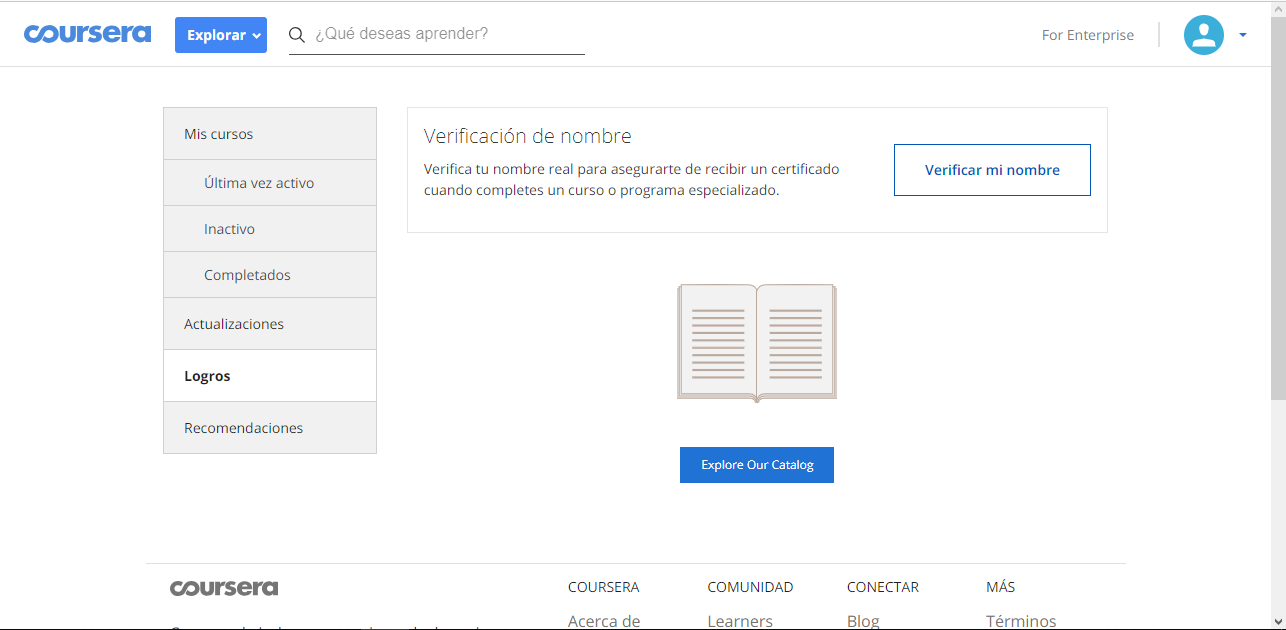 coursera
Explorar
¿Qué deseas aprender?
For Enterprise
Mis cursos
Última vez activo
Inactivo
Completados
Actualizaciones
Logros
Recomendaciones
Verificación de nombre
Verifica tu nombre real para asegurarte de recibir un certificado
cuando completes un curso o programa especializado.
Verificar mi nombre
Explore Our Catalog
coursera
COURSERA
COMUNIDAD
CONECTAR
MÁS
Acerca de
Learners
Blog
Términos